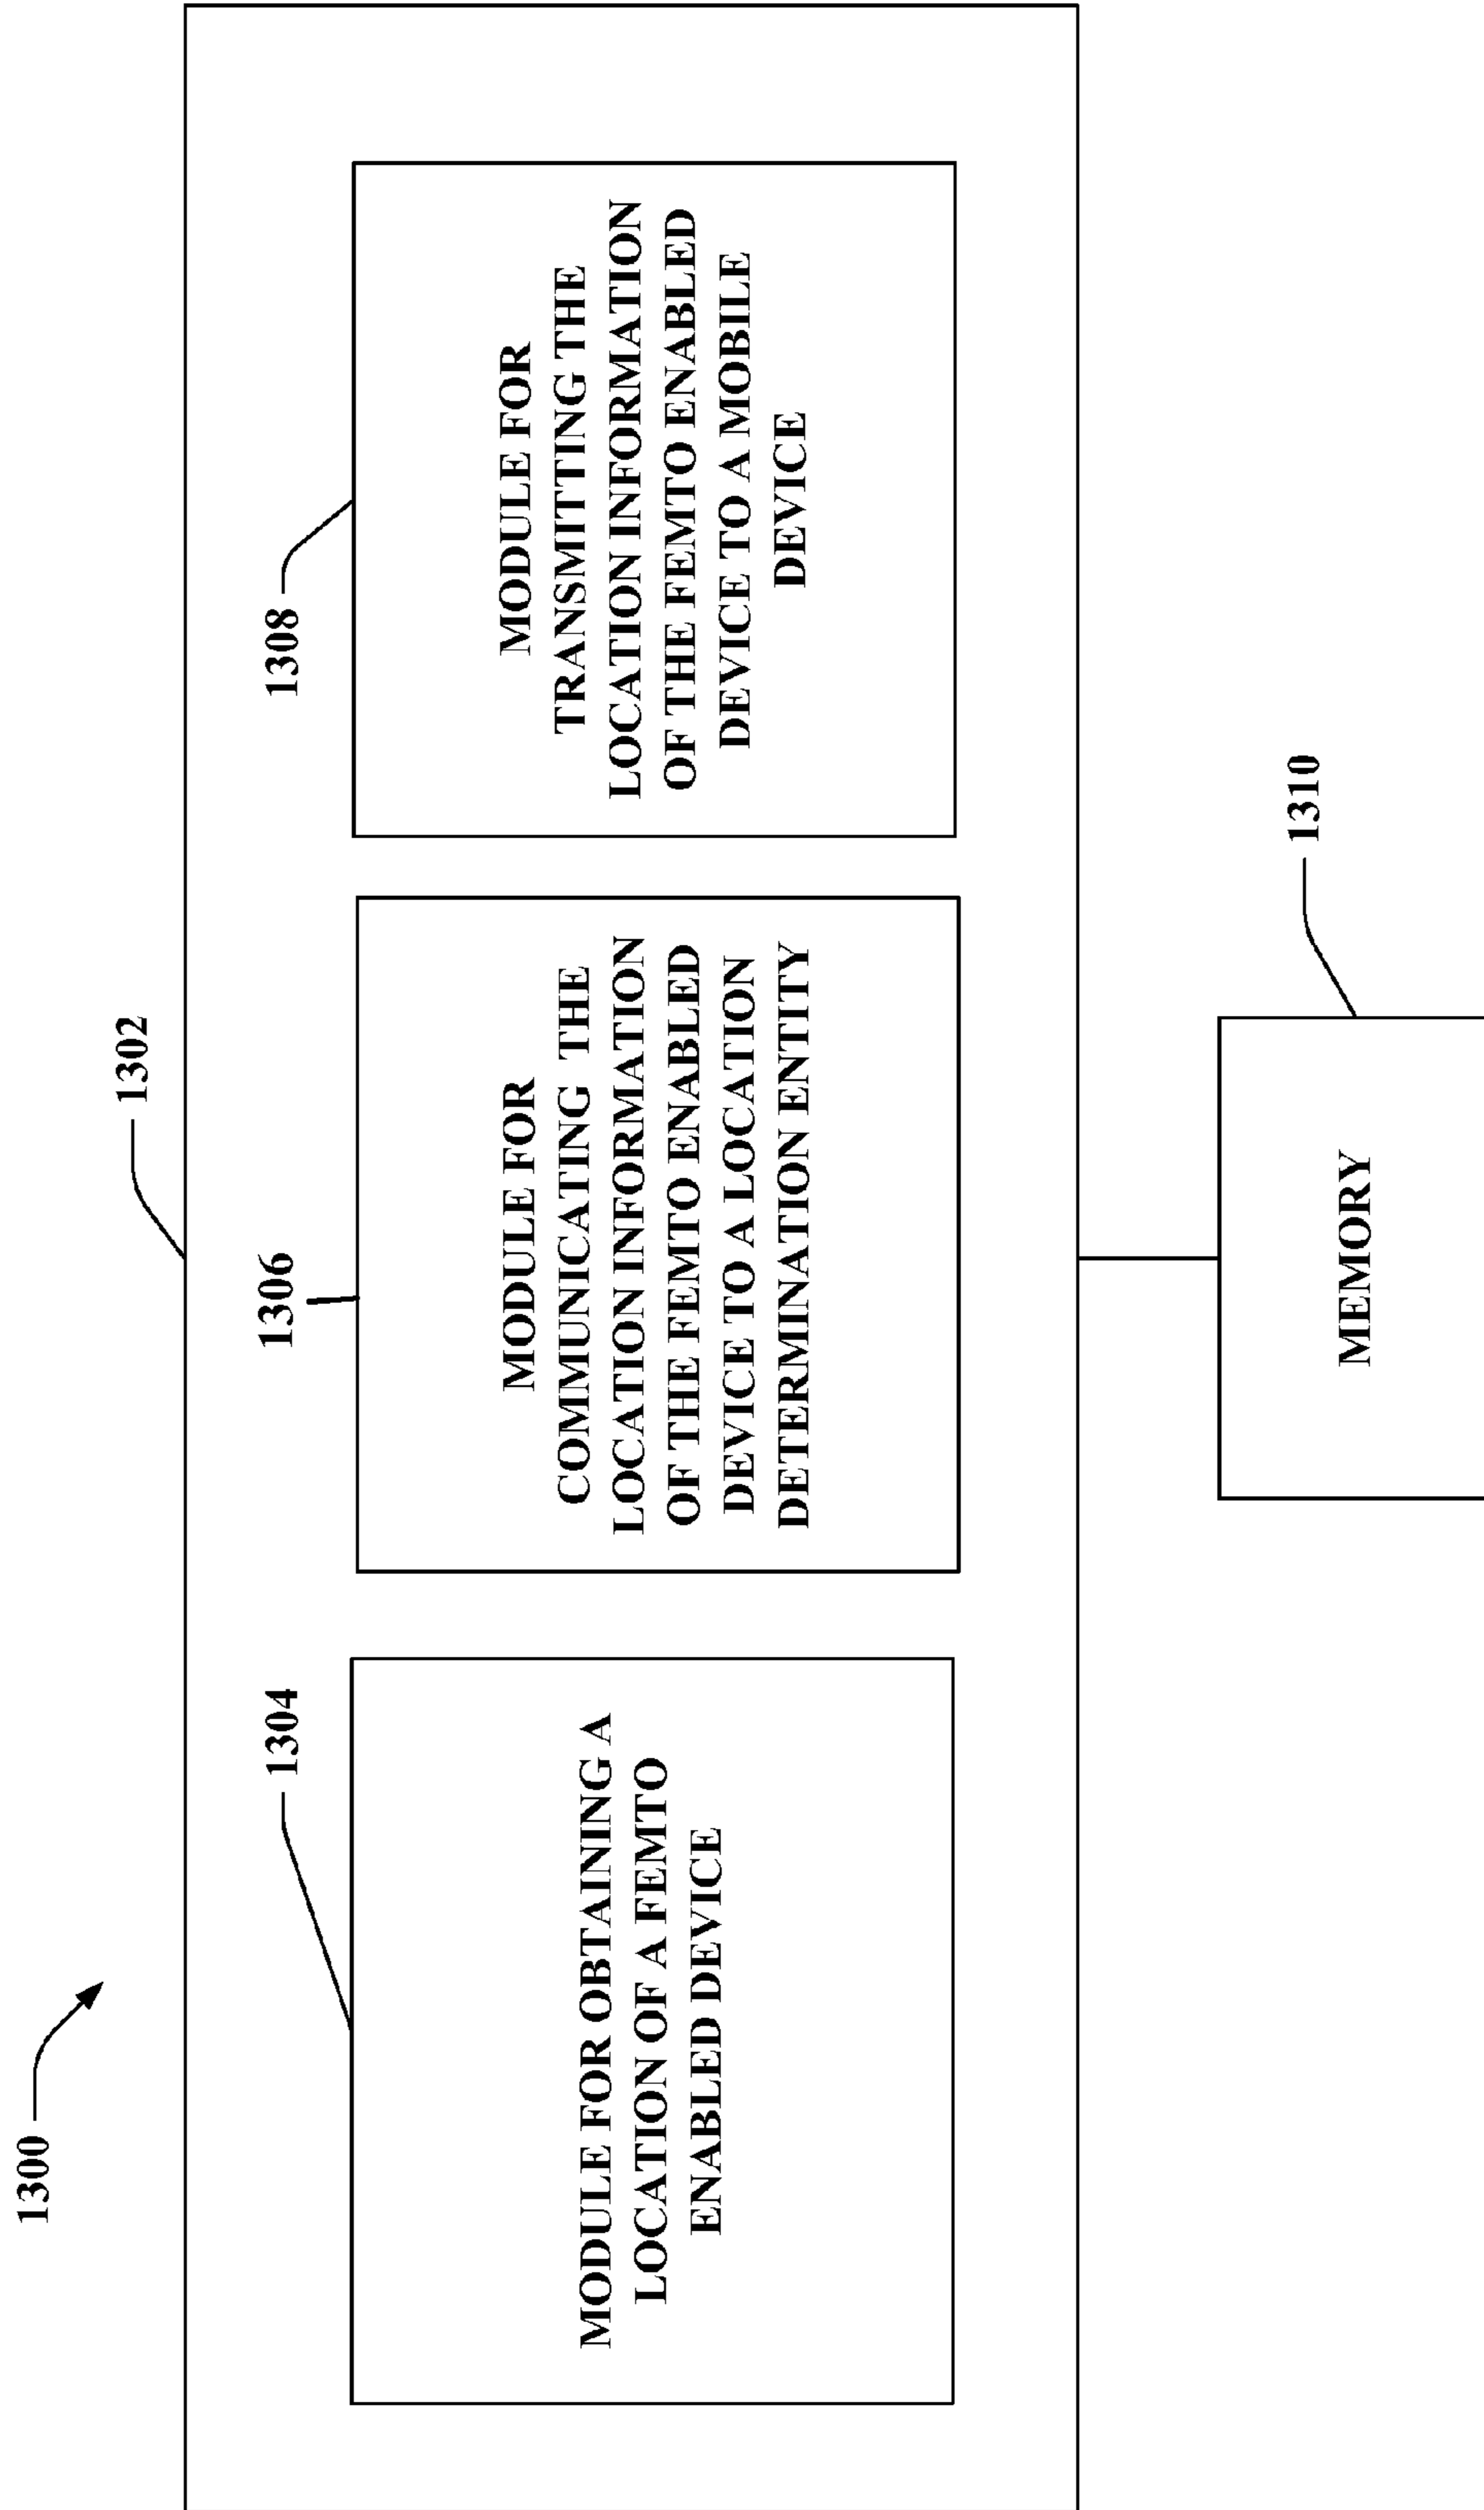 1300
1302
1304
1306
1308
MODULE FOR OBTAINING A
LOCATION OF A FEMTO
ENABLED DEVICE
MODULE FOR
COMMUNICATING THE
LOCATION INFORMATION
OF THE FEMTO ENABLED
DEVICE TO A LOCATION
DETERMINATION ENTITY
MODULE FOR
TRANSMITTING THE
LOCATION INFORMATION
OF THE FEMTO ENABLED
DEVICE TO A MOBILE
DEVICE
1310
MEMORY